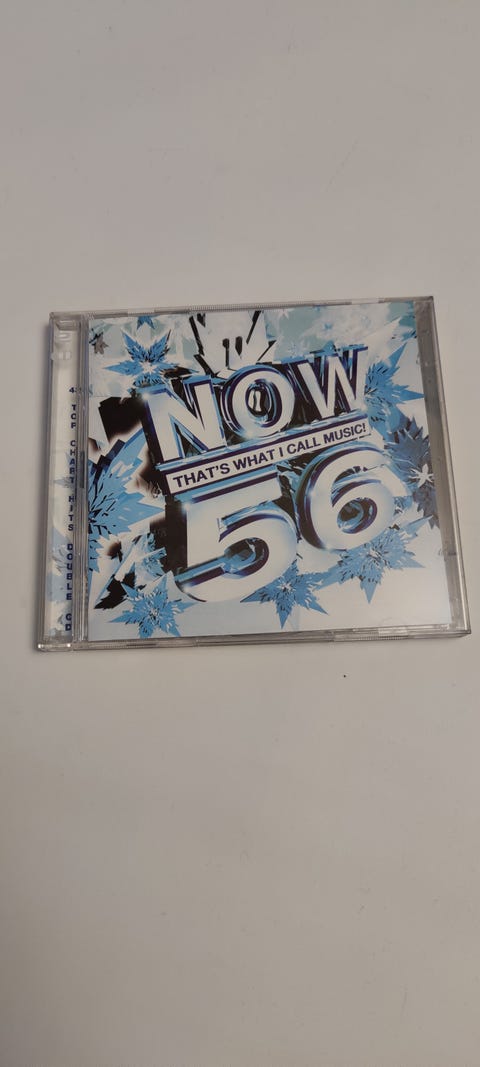 NOW
THAT'S WHAT I CALL MUSIC!
56
TOP CHART HITS DOUBLE CD